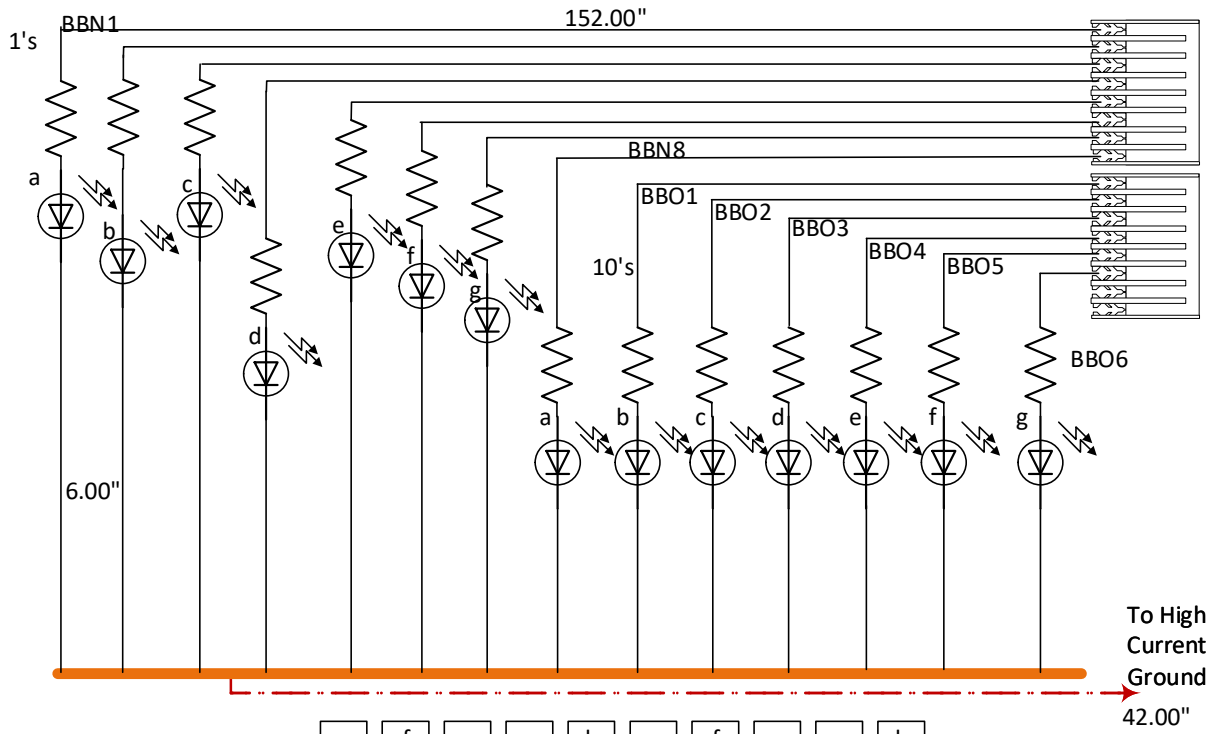 BBN1
152.00"
1's
a
b
c
d
e
f
g
BBN8
BBO1
BBO2
BBO3
BBO4
BBO5
10's
BBO6
a
b
c
d
e
f
g
6.00"
To High
Current
Ground
42.00"